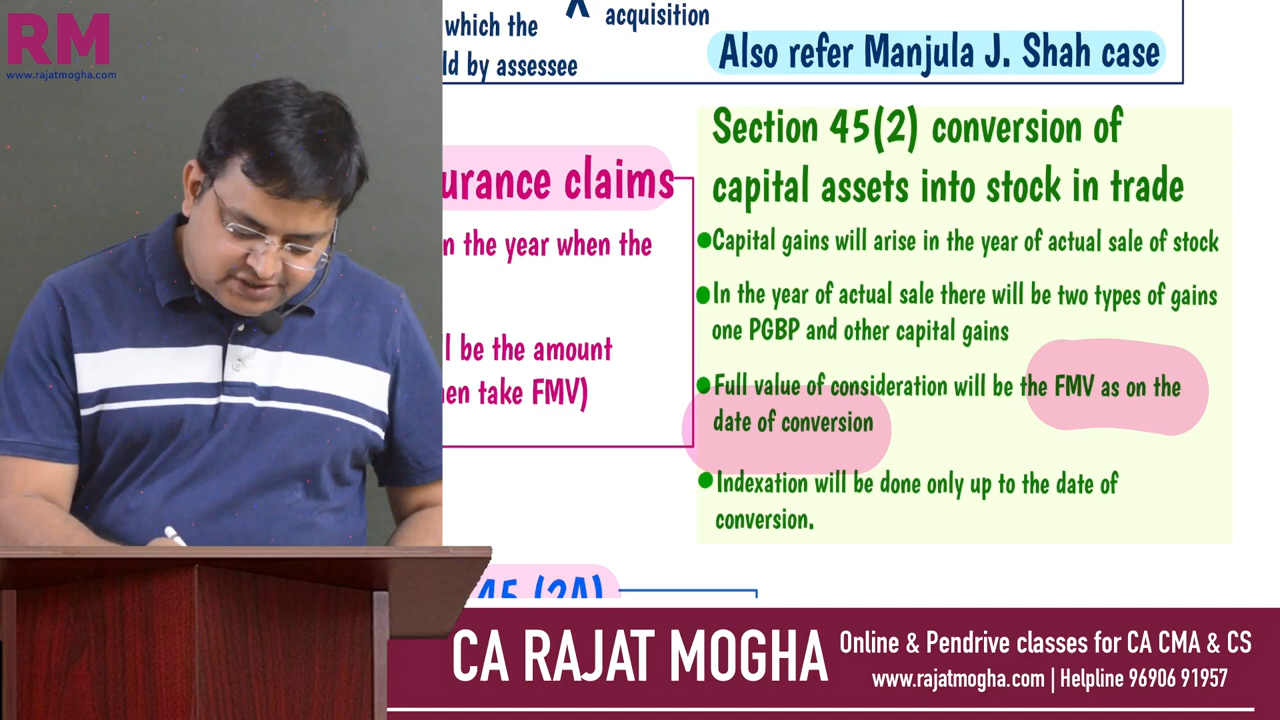 RM
www.rajatmogha.com
which the
acquisition
ld by assessee
Also refer Manjula J. Shah case
urance claims
n the year when the
l be the amount
en take FMV)
Section 45(2) conversion of
capital assets into stock in trade
Capital gains will arise in the year of actual sale of stock
In the year of actual sale there will be two types of gains
one PGBP and other capital gains
Full value of consideration will be the FMV as on the
date of conversion
Indexation will be done only up to the date of
conversion.
45 (2A)
CA RAJAT MOGHA
Online & Pendrive classes for CA CMA & CS
www.rajatmogha.com | Helpline 96906 91957